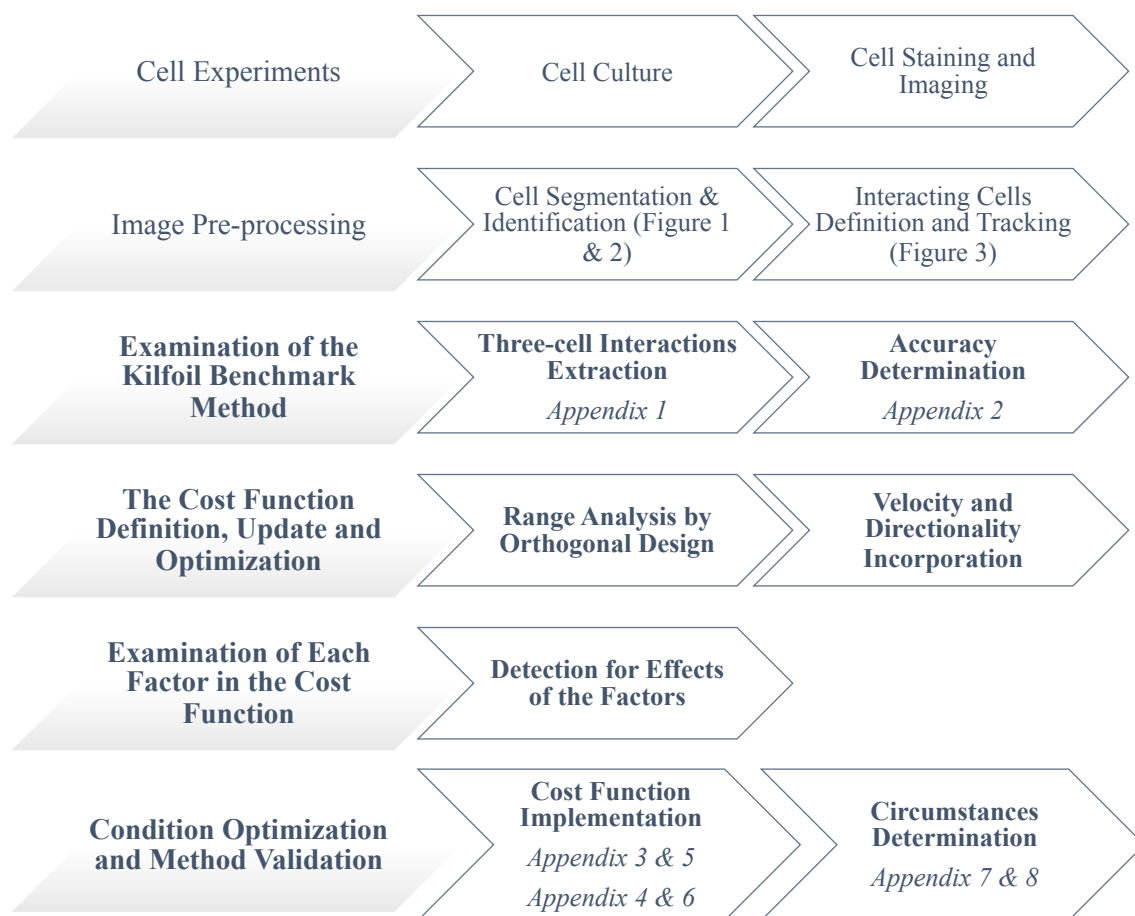 Cell Experiments
Cell Culture
Cell Staining and
Imaging
Image Pre-processing
Cell Segmentation &
Identification (Figure 1
& 2)
Interacting Cells
Definition and Tracking
(Figure 3)
Examination of the
Kilfoil Benchmark
Method
Three-cell Interactions
Extraction
Appendix 1
Accuracy
Determination
Appendix 2
The Cost Function
Definition, Update and
Optimization
Range Analysis by
Orthogonal Design
Velocity and
Directionality
Incorporation
Examination of Each
Factor in the Cost
Function
Detection for Effects
of the Factors
Condition Optimization
and Method Validation
Cost Function
Implementation
Appendix 3 & 5
Appendix 4 & 6
Circumstances
Determination
Appendix 7 & 8